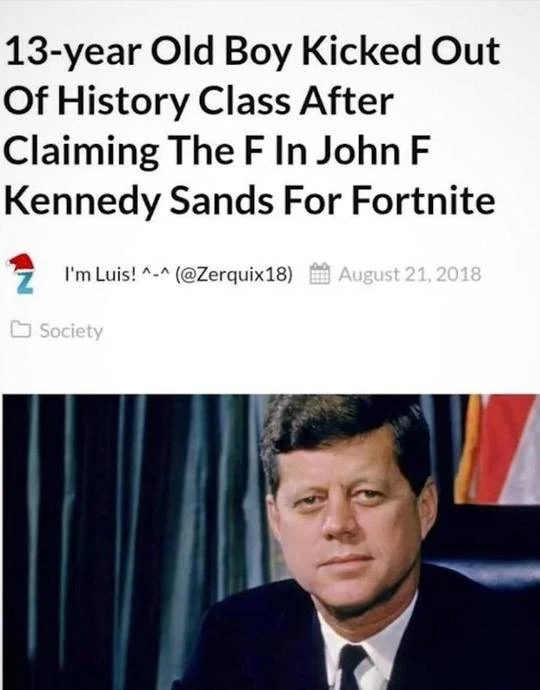 13-year Old Boy Kicked Out
Of History Class After
Claiming The F In John F
Kennedy Sands For Fortnite
Z I'm Luis! ^-^ (@Zerquix18) August 21, 2018
Society